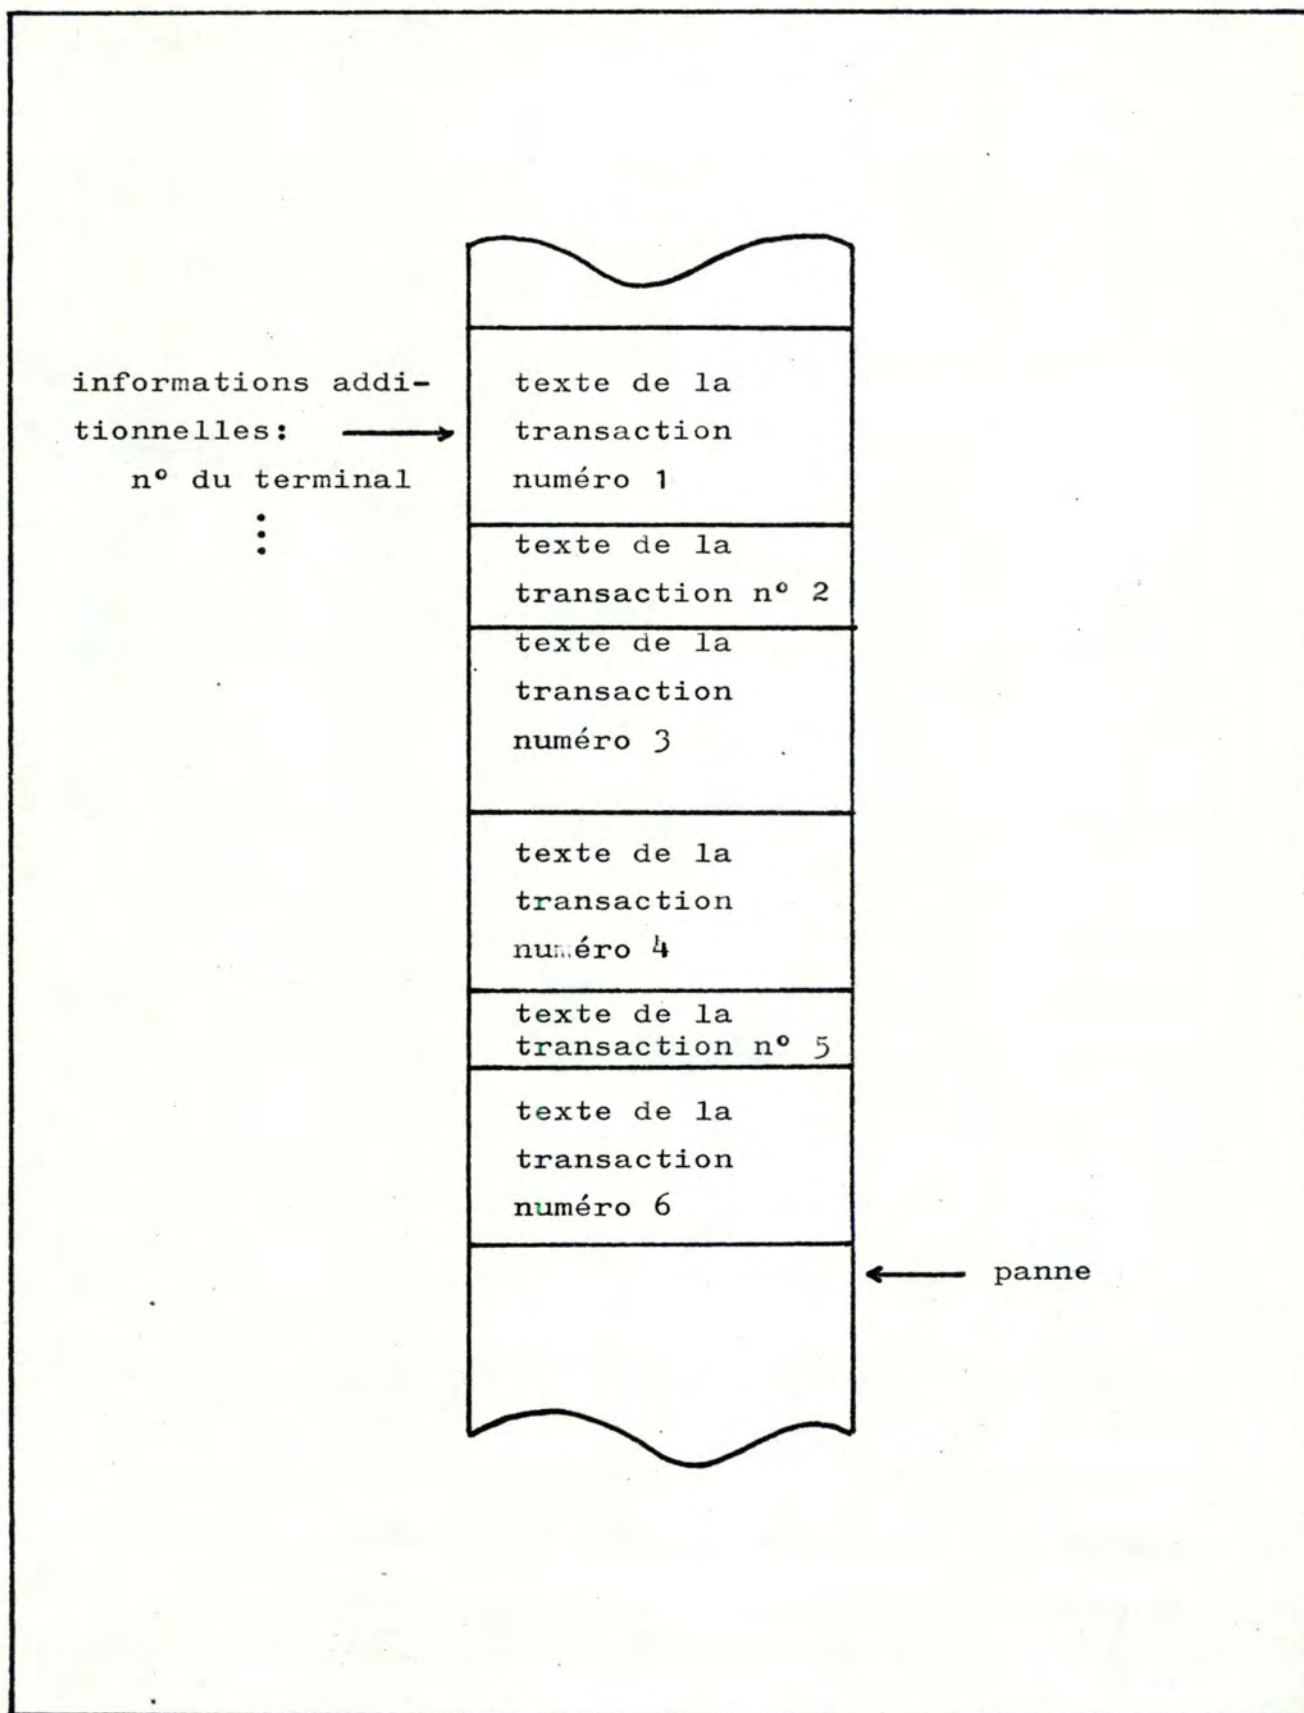 informations addi-
tionnelles:
n° du terminal
texte de la
transaction
numéro 1
texte de la
transaction n° 2
texte de la
transaction
numéro 3
texte de la
transaction
numéro 4
texte de la
transaction n° 5
texte de la
transaction
numéro 6
panne